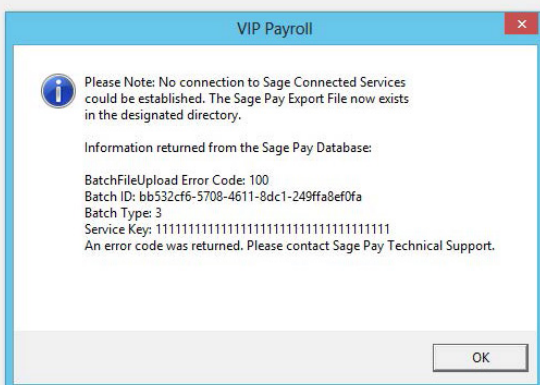 VIP Payroll
Please Note: No connection to Sage Connected Services
could be established. The Sage Pay Export File now exists
in the designated directory.
Information returned from the Sage Pay Database:
BatchFileUpload Error Code: 100
Batch ID: bb532cf6-5708-4611-8dc1-249ffa8ef0fa
Batch Type: 3
Service Key: 111111111111111111111111111111111111
An error code was returned. Please contact Sage Pay Technical Support.
OK